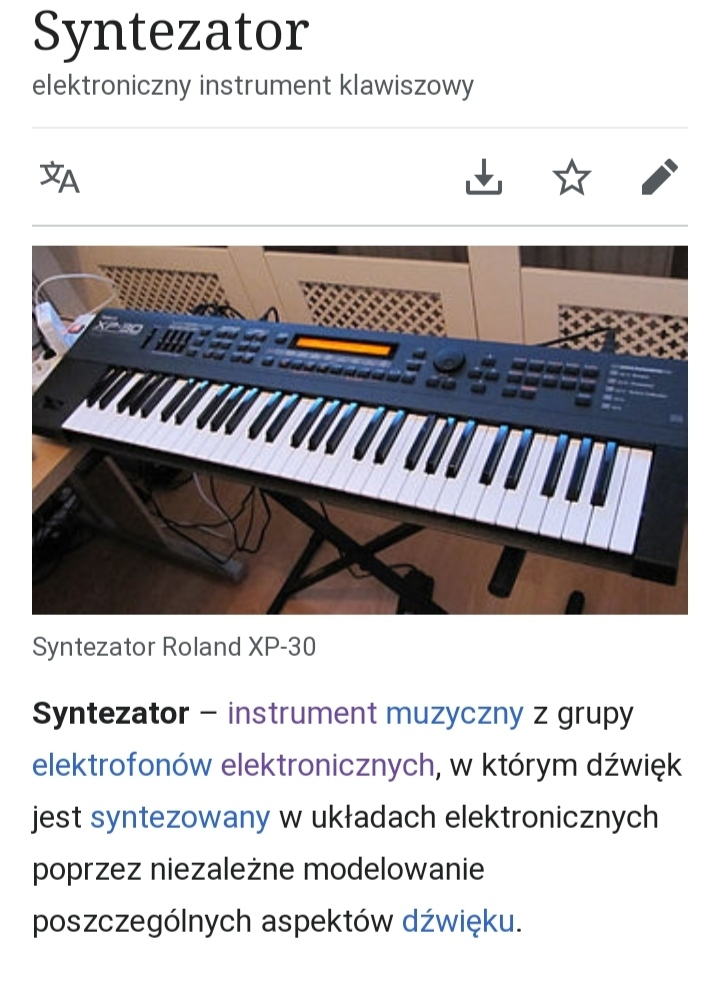 Syntezator
elektroniczny instrument klawiszowy
XP-30
Syntezator Roland XP-30
Syntezator – instrument muzyczny z grupy
elektrofonów elektronicznych, w którym dźwięk
jest syntezowany w układach elektronicznych
poprzez niezależne modelowanie
poszczególnych aspektów dźwięku.